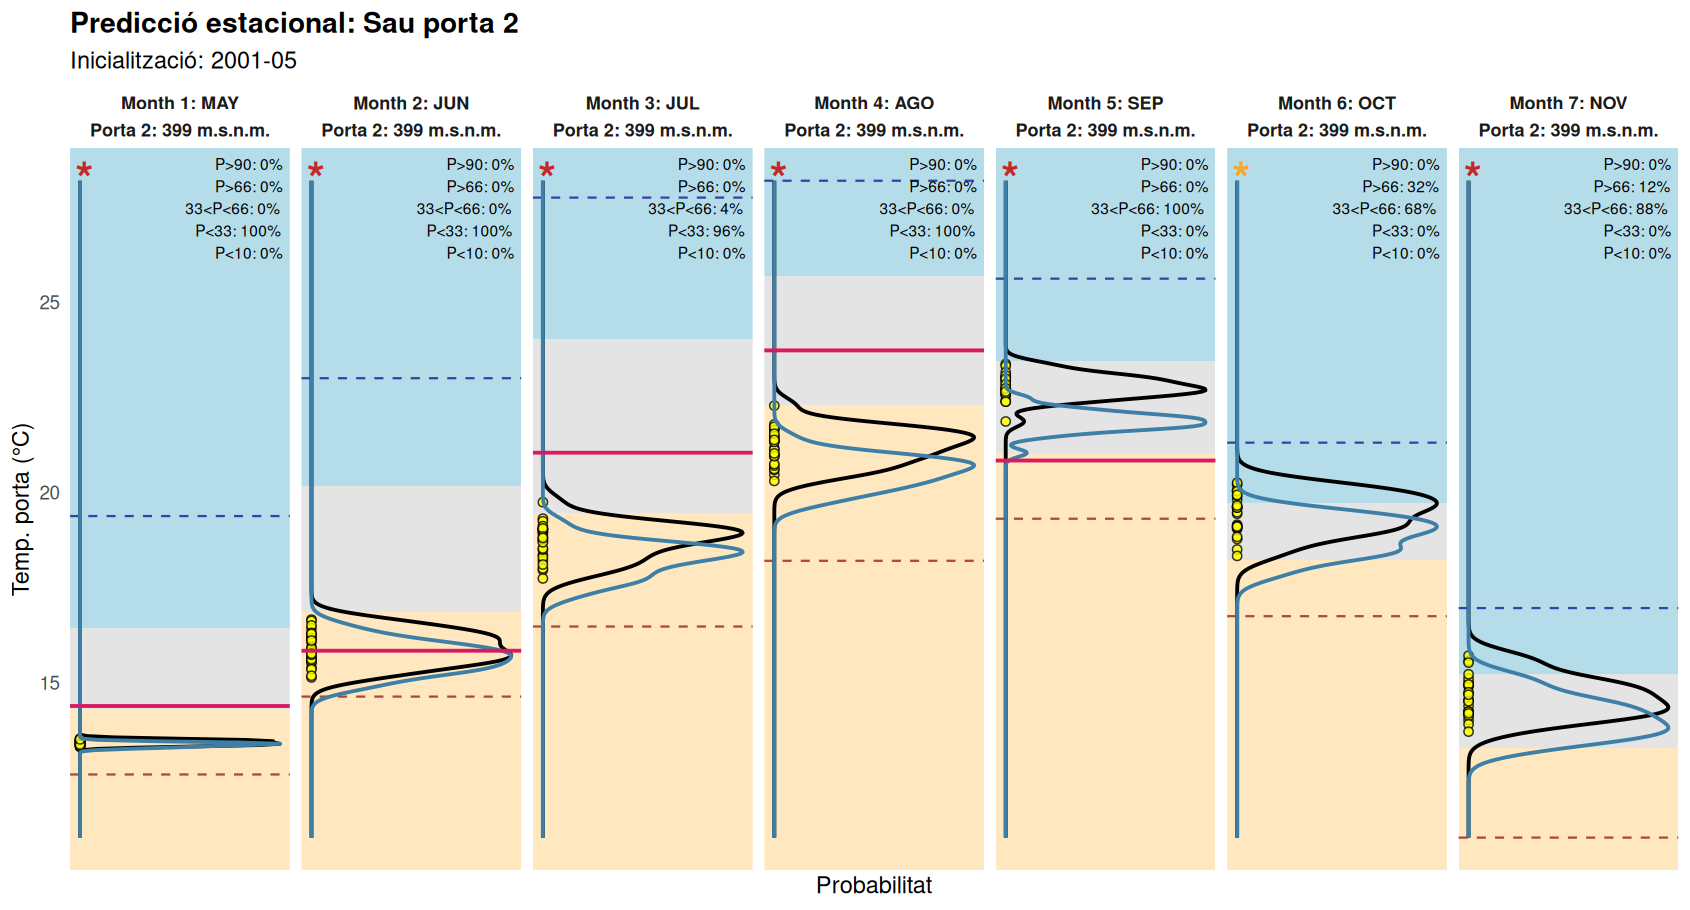 Predicció estacional: Sau porta 2
Inicialització: 2001-05
Month 1: MAY
Porta 2: 399 m.s.n.m.
Month 2: JUN
Porta 2: 399 m.s.n.m.
Month 3: JUL
Porta 2: 399 m.s.n.m.
Month 4: AGO
Porta 2: 399 m.s.n.m.
Month 5: SEP
Porta 2: 399 m.s.n.m.
Month 6: OCT
Porta 2: 399 m.s.n.m.
Month 7: NOV
Porta 2: 399 m.s.n.m.
*
P>90: 0%
P>66: 0%
33<P<66: 0%
P<33: 100%
P<10: 0%
*
P>90: 0%
P>66: 0%
33<P<66: 0%
P<33: 100%
P<10: 0%
*
P>90: 0%
P>66: 0%
33<P<66: 4%
P<33: 96%
P<10: 0%
*
P>90: 0%
P>66: 0%
33<P<66: 0%
P<33: 100%
P<10: 0%
*
P>90: 0%
P>66: 0%
33<P<66: 100%
P<33: 0%
P<10: 0%
*
P>90: 0%
P>66: 32%
33<P<66: 68%
P<33: 0%
P<10: 0%
*
P>90: 0%
P>66: 12%
33<P<66: 88%
P<33: 0%
P<10: 0%
25
20
15
Temp. porta (°C)
Probabilitat